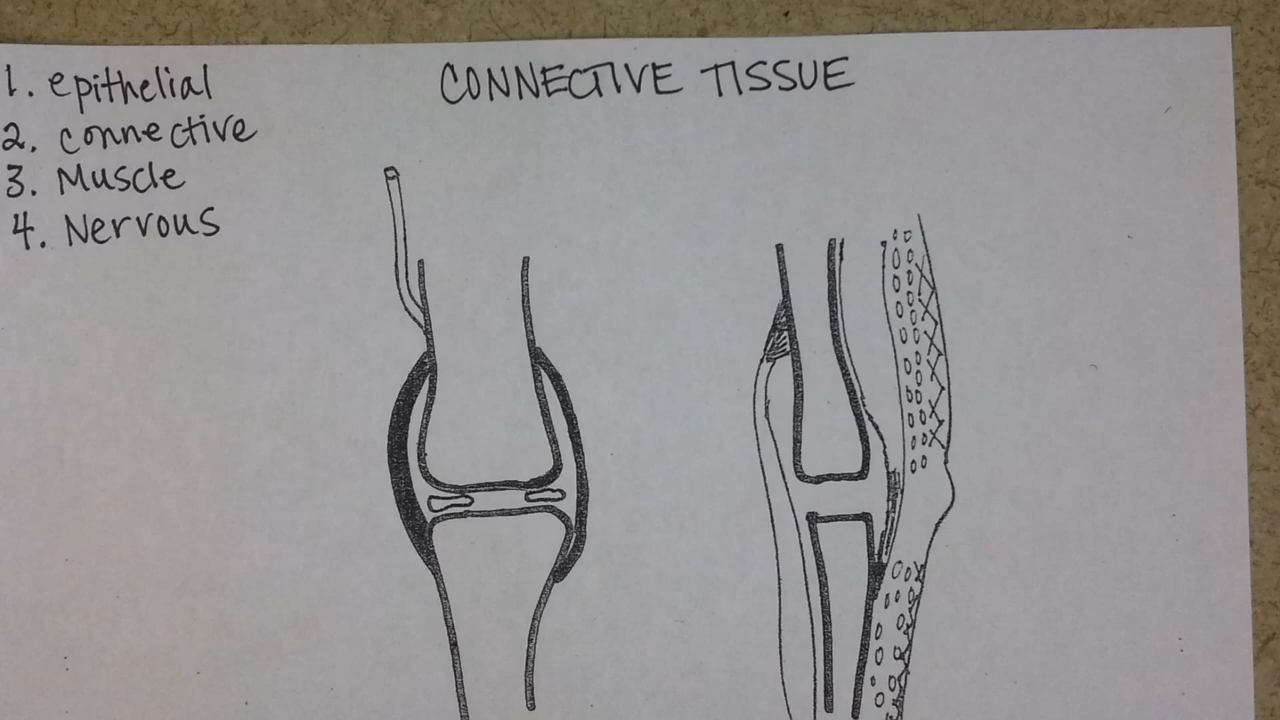 1. epithelial
2. connective
3. Muscle
4. Nervous
CONNECTIVE TISSUE